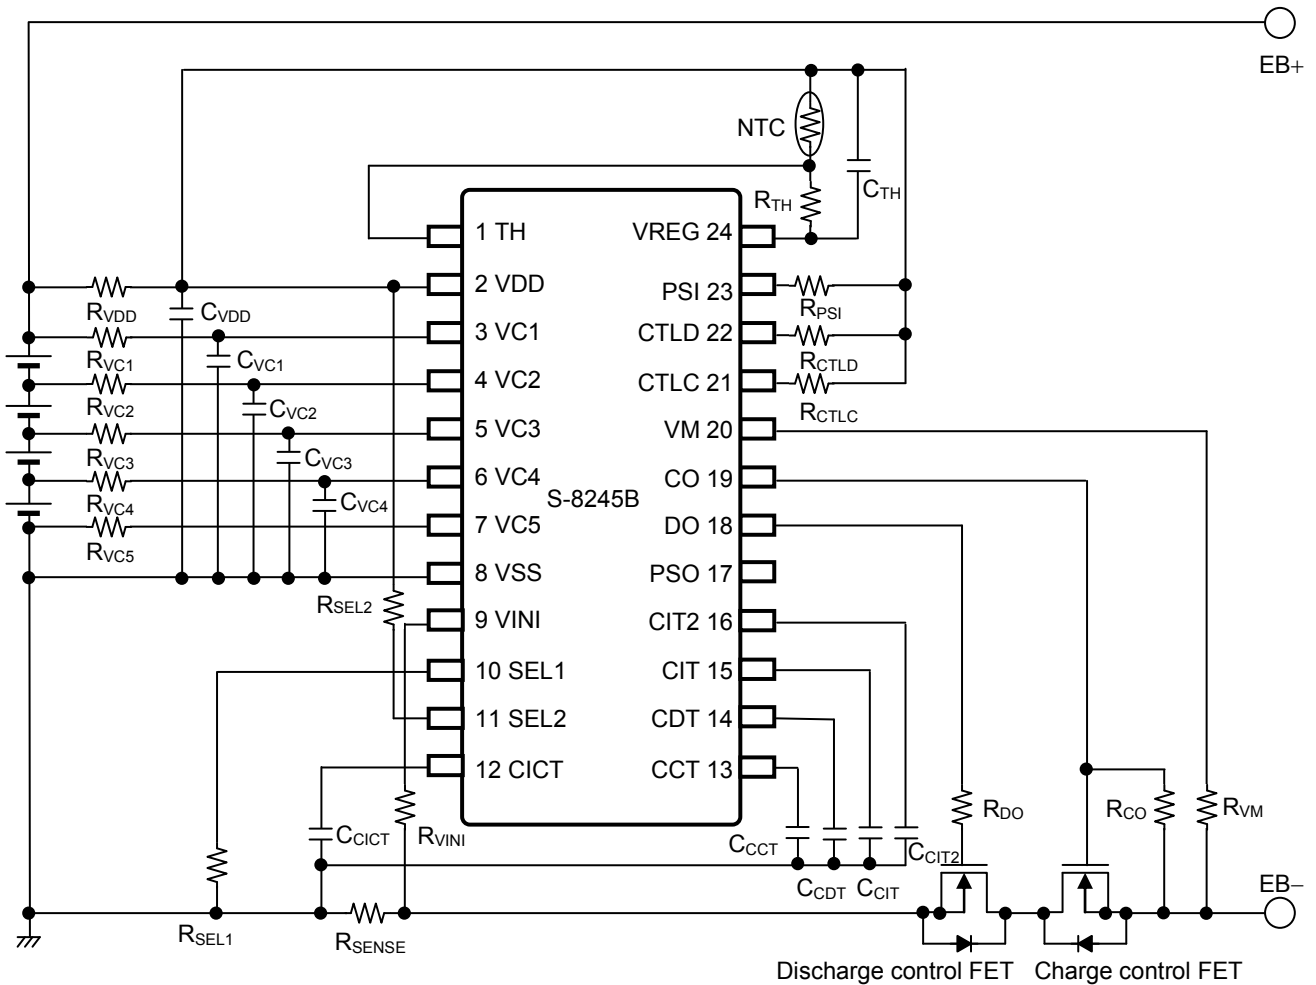 EB+
NTC
RTH
CTH
1 TH
VREG 24
2 VDD
PSI 23
RVDD
CVDD
RPSI
3 VC1
CTLD 22
RVC1
CVC1
RCTLD
4 VC2
CTLC 21
RVC2
CVC2
RCTLC
5 VC3
VM 20
RVC3
CVC3
6 VC4
CO 19
S-8245B
RVC4
CVC4
7 VC5
DO 18
RVC5
8 VSS
PSO 17
RSEL2
9 VINI
CIT2 16
10 SEL1
CIT 15
11 SEL2
CDT 14
12 CICT
CCT 13
CCICT
RVINI
CCCT
CCDT
CCIT
CCIT2
RDO
RCO
RVM
EB−
RSEL1
RSENSE
Discharge control FET
Charge control FET